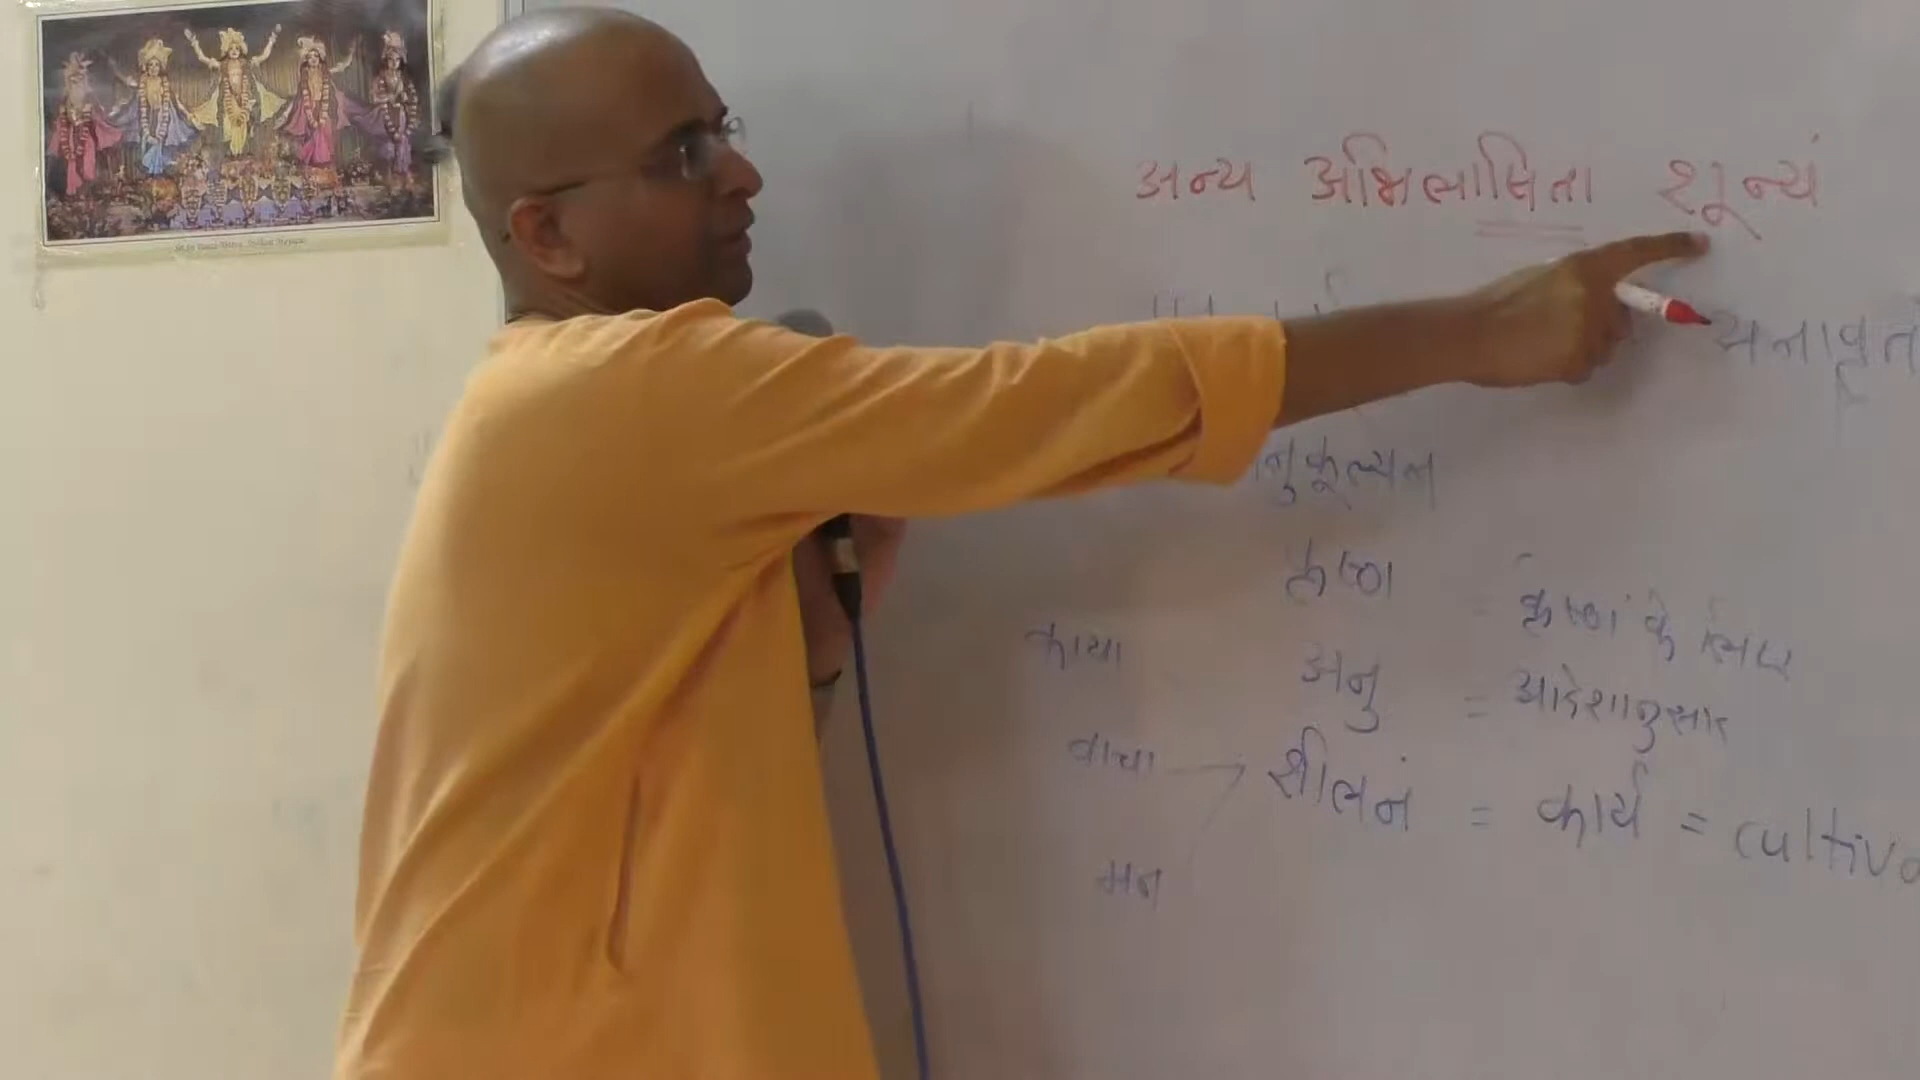 अन्य अभिलाषिता शून्यं
अनावृतं
नुकूल्येन
कृष्ण = कृष्ण के लिए
काया अनु = आदेशानुसार
वाचा शीलनं = कार्य = cultiva
मन